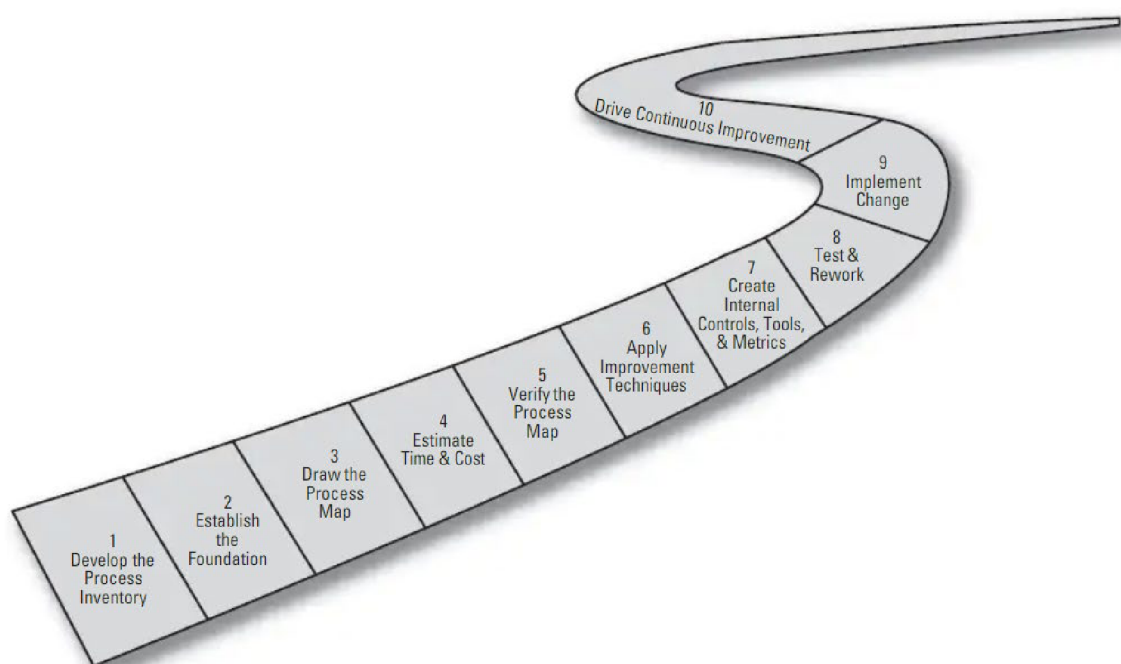 1
Develop the
Process
Inventory
2
Establish
the
Foundation
3
Draw the
Process
Map
4
Estimate
Time & Cost
5
Verify the
Process
Map
6
Apply
Improvement
Techniques
7
Create
Internal
Controls, Tools,
& Metrics
8
Test &
Rework
9
Implement
Change
10
Drive Continuous Improvement